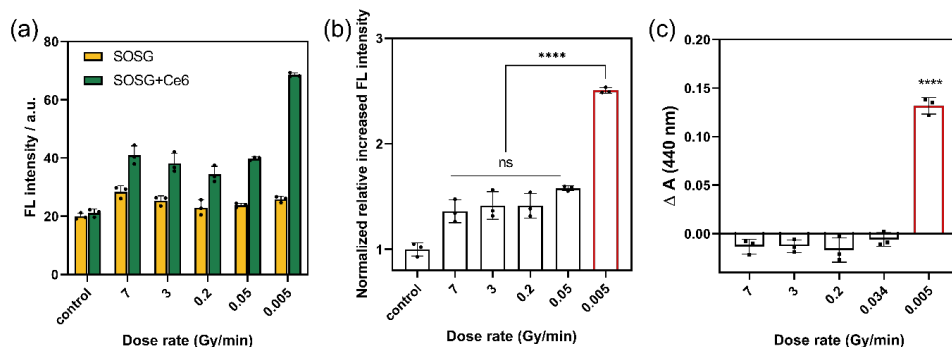 (a)
FL intensity / a.u.
80
60
40
20
0
SOSG
SOSG+Ce6
control
7
3
0.2
0.05
0.005
Dose rate (Gy/min)
(b)
Normalized relative increased FL intensity
3
2
1
ns
****
control
7
3
0.2
0.05
0.005
Dose rate (Gy/min)
(c)
Δ A (440 nm)
0.20
0.15
0.10
0.05
0.00
****
7
3
0.2
0.034
0.005
Dose rate (Gy/min)